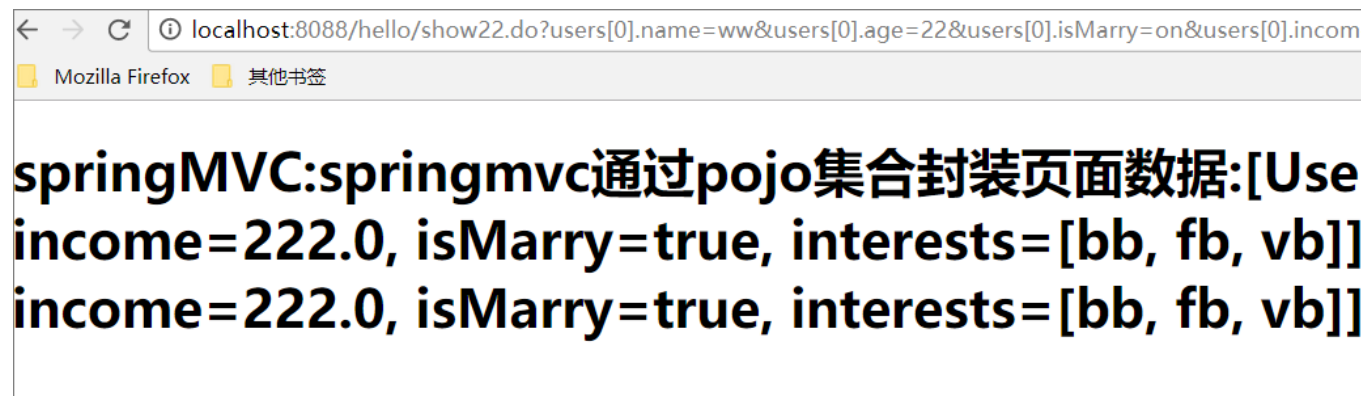 localhost:8088/hello/show22.do?users[0].name=ww&users[0].age=22&users[0].isMarry=on&users[0].incom
Mozilla Firefox 其他书签
springMVC:springmvc通过pojo集合封装页面数据:[Use
income=222.0, isMarry=true, interests=[bb, fb, vb]]
income=222.0, isMarry=true, interests=[bb, fb, vb]]